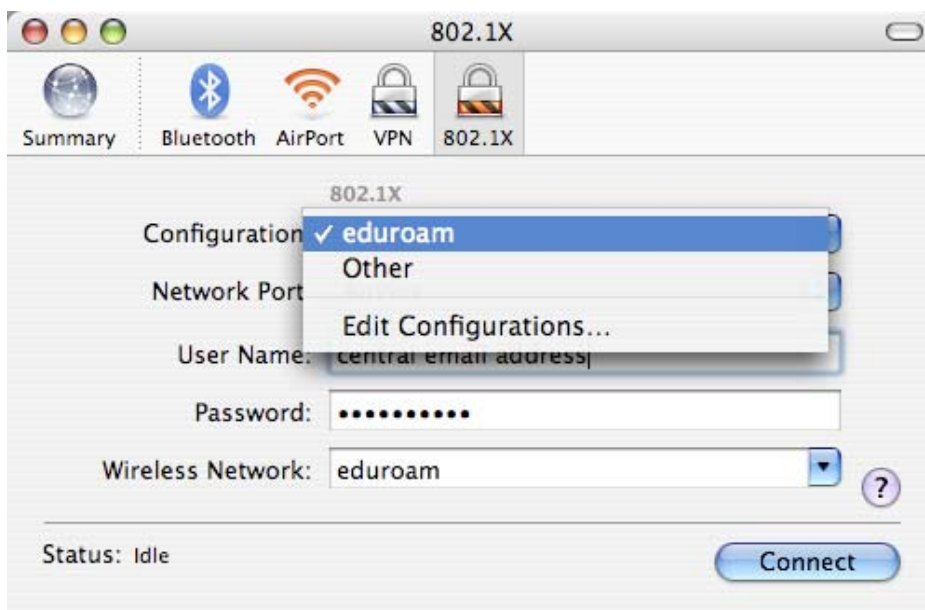 802.1X
Summary Bluetooth AirPort VPN 802.1X
802.1X
Configuration ✓ eduroam
Other
Network Port
Edit Configurations...
User Name: central email address
Password: ••••••••••
Wireless Network: eduroam
?
Status: Idle
Connect